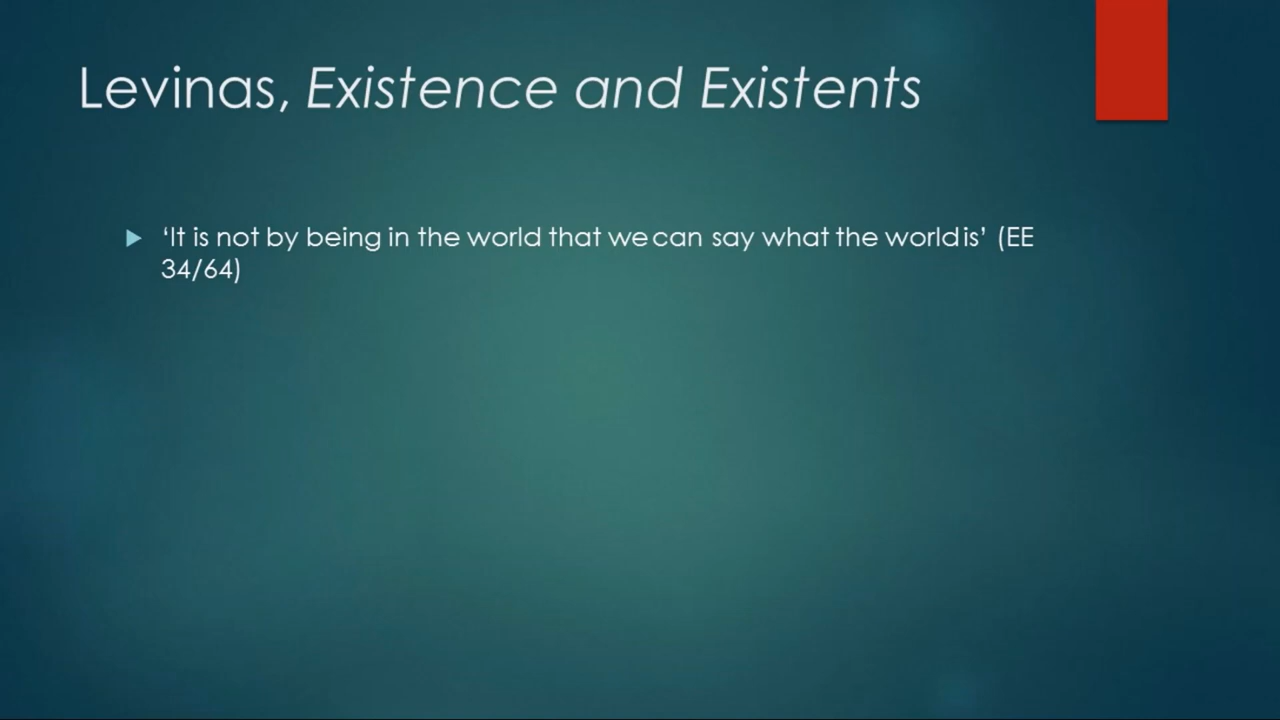 Levinas, Existence and Existents
‘It is not by being in the world that we can say what the world is’ (EE
34/64)